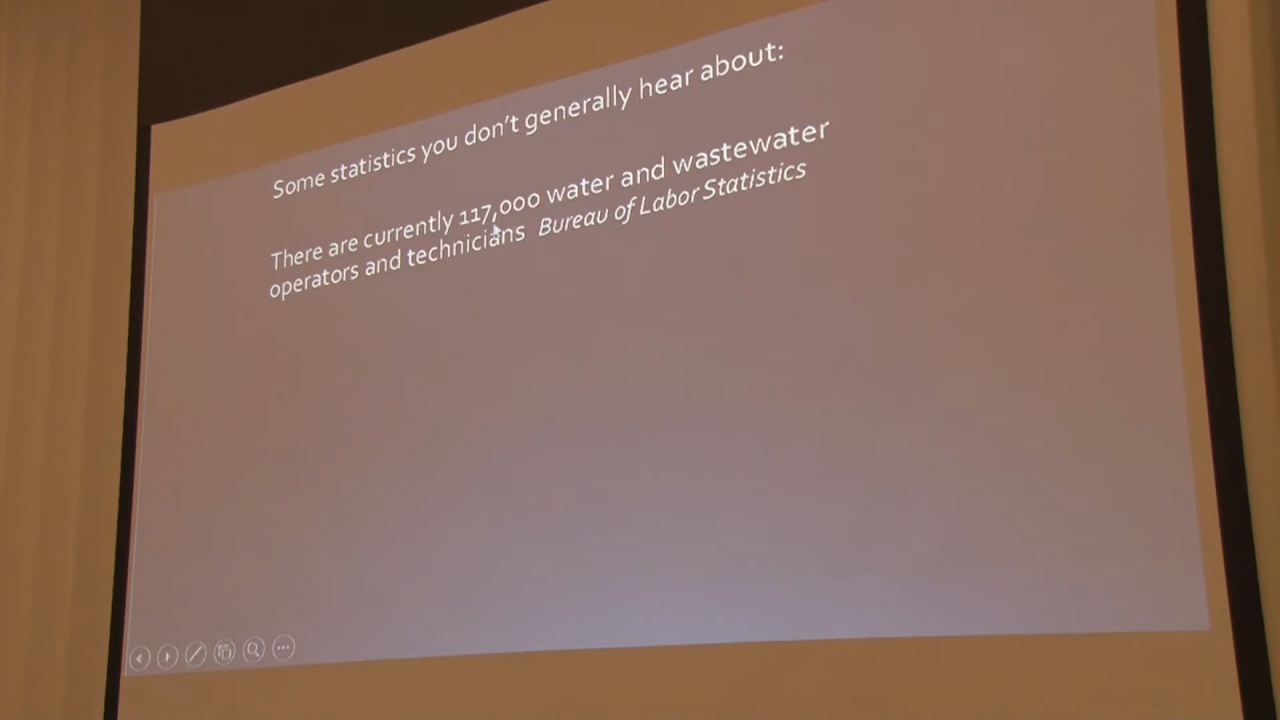 Some statistics you don't generally hear about:
There are currently 117,000 water and wastewater
operators and technicians Bureau of Labor Statistics